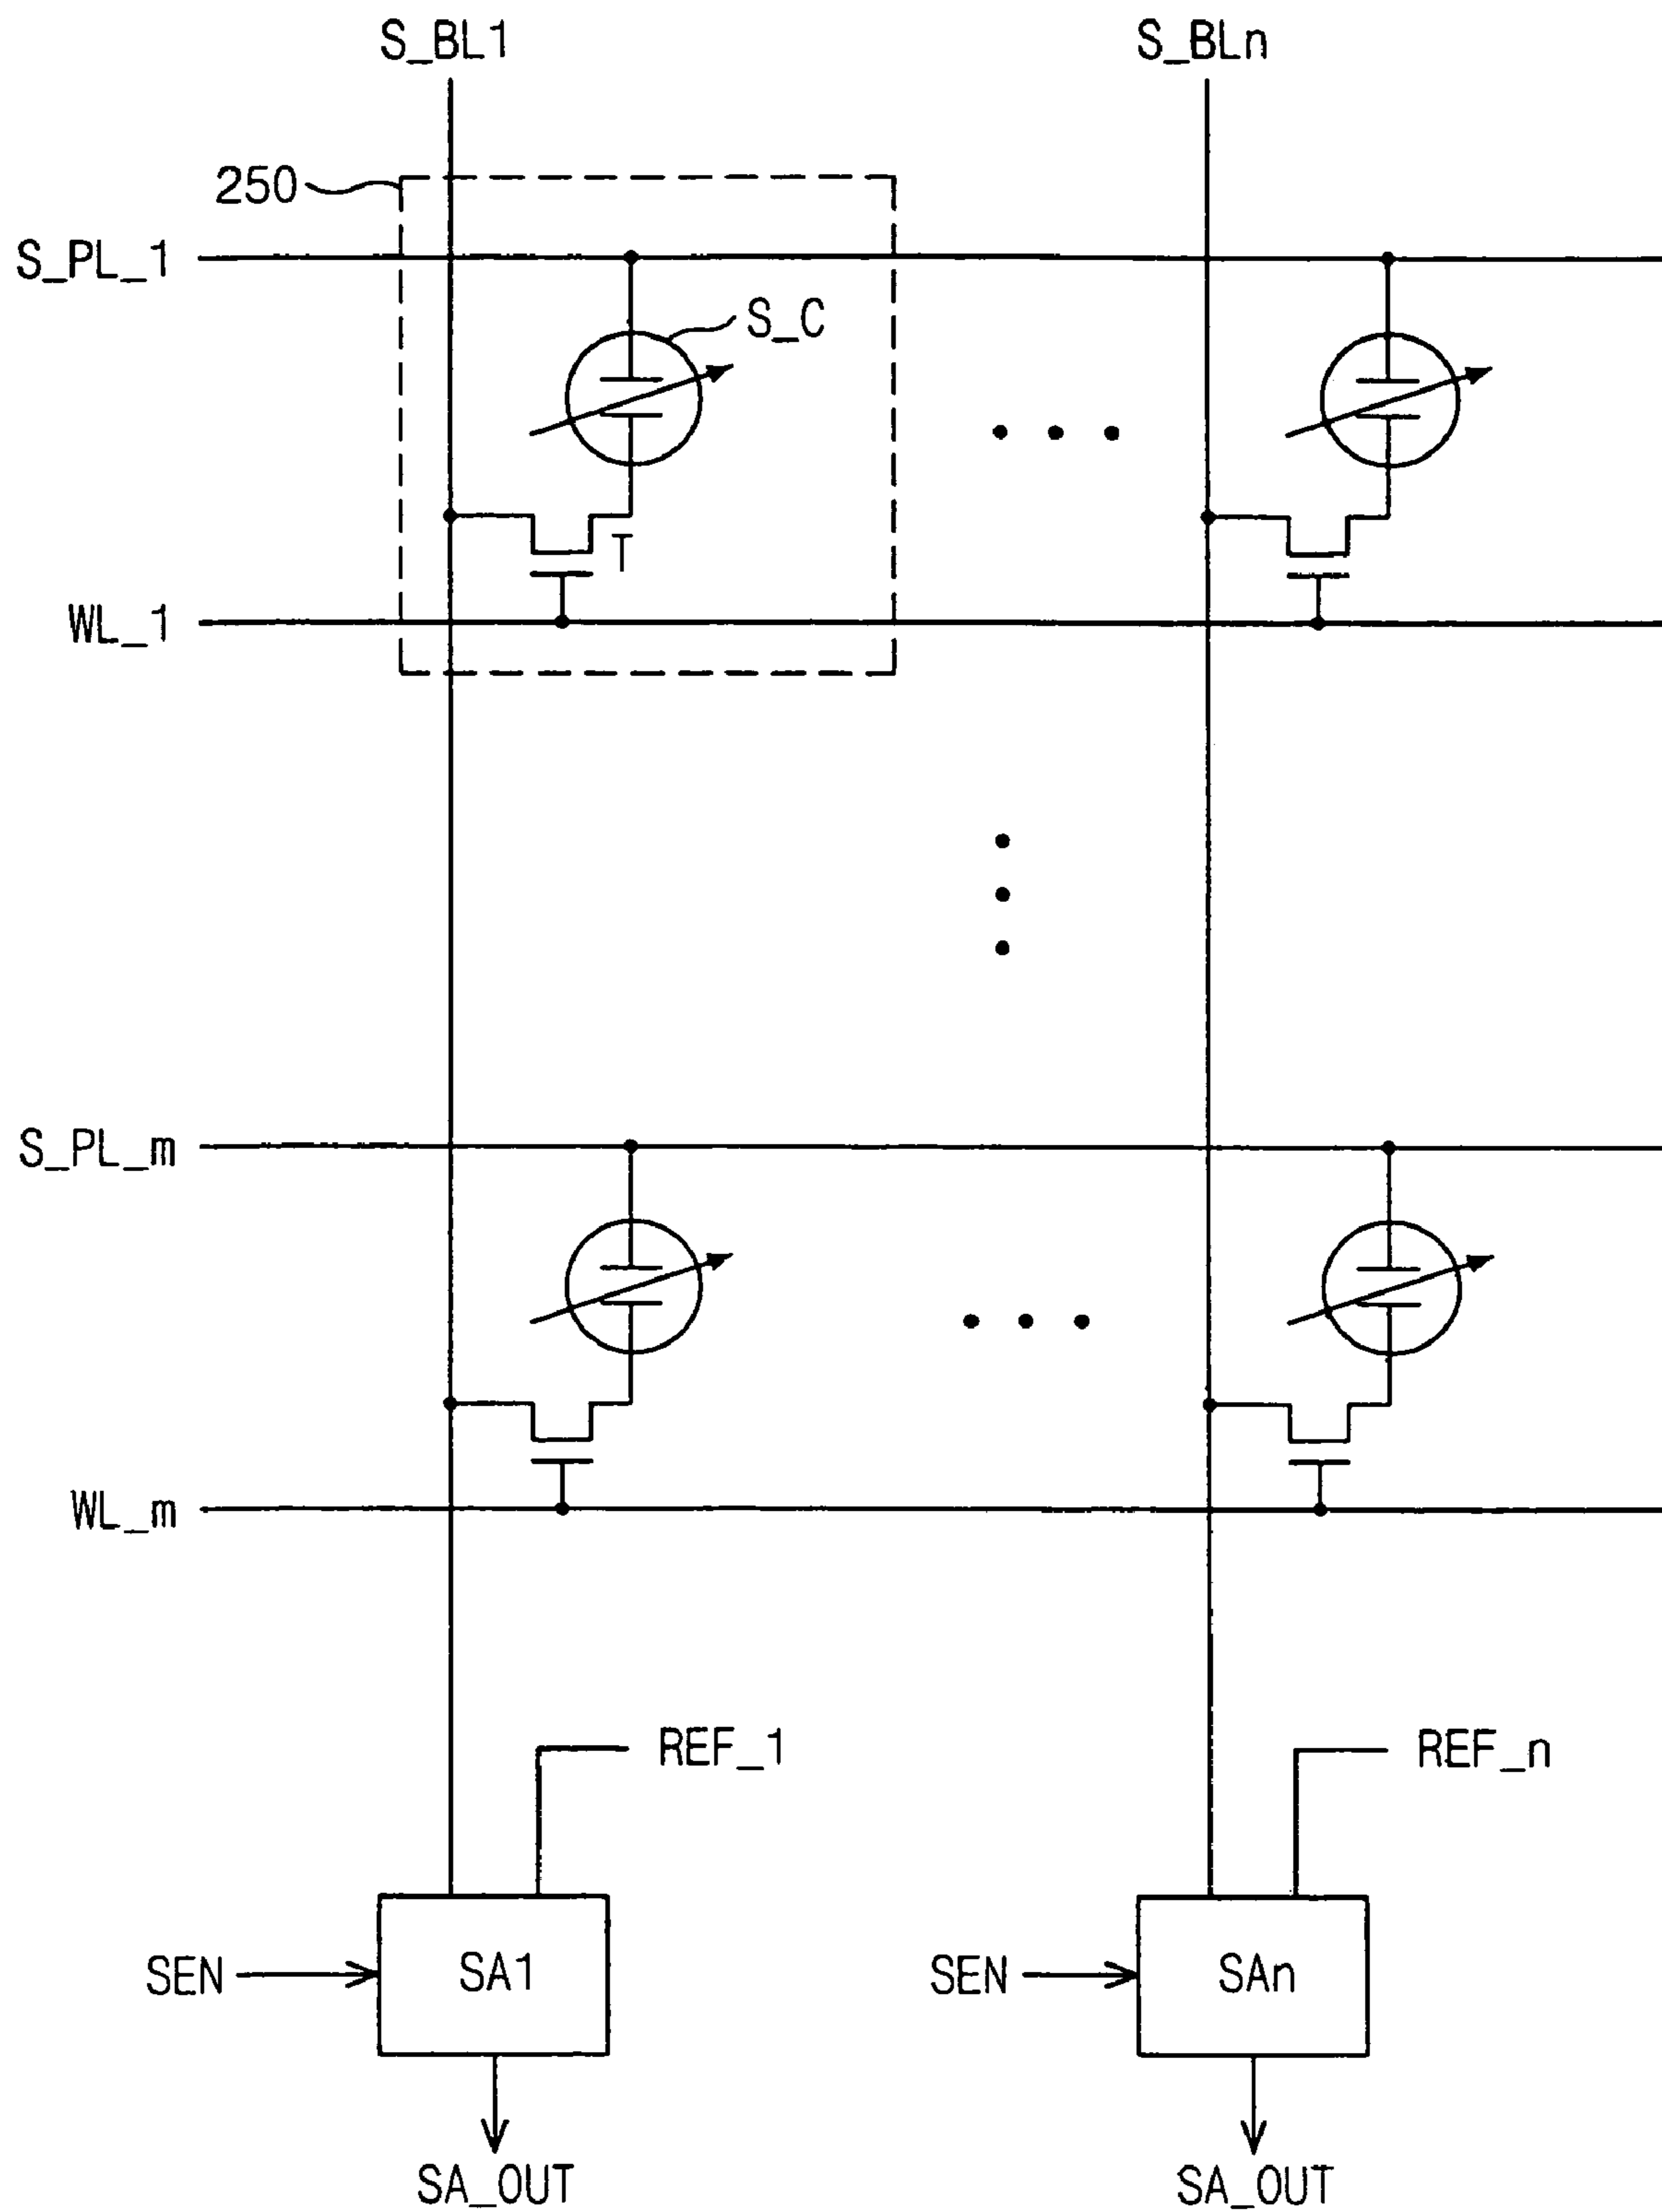 S_BL1
S_BLn
250
S_PL_1
S_C
T
WL_1
S_PL_m
WL_m
REF_1
REF_n
SEN
SA1
SEN
SAn
SA_OUT
SA_OUT